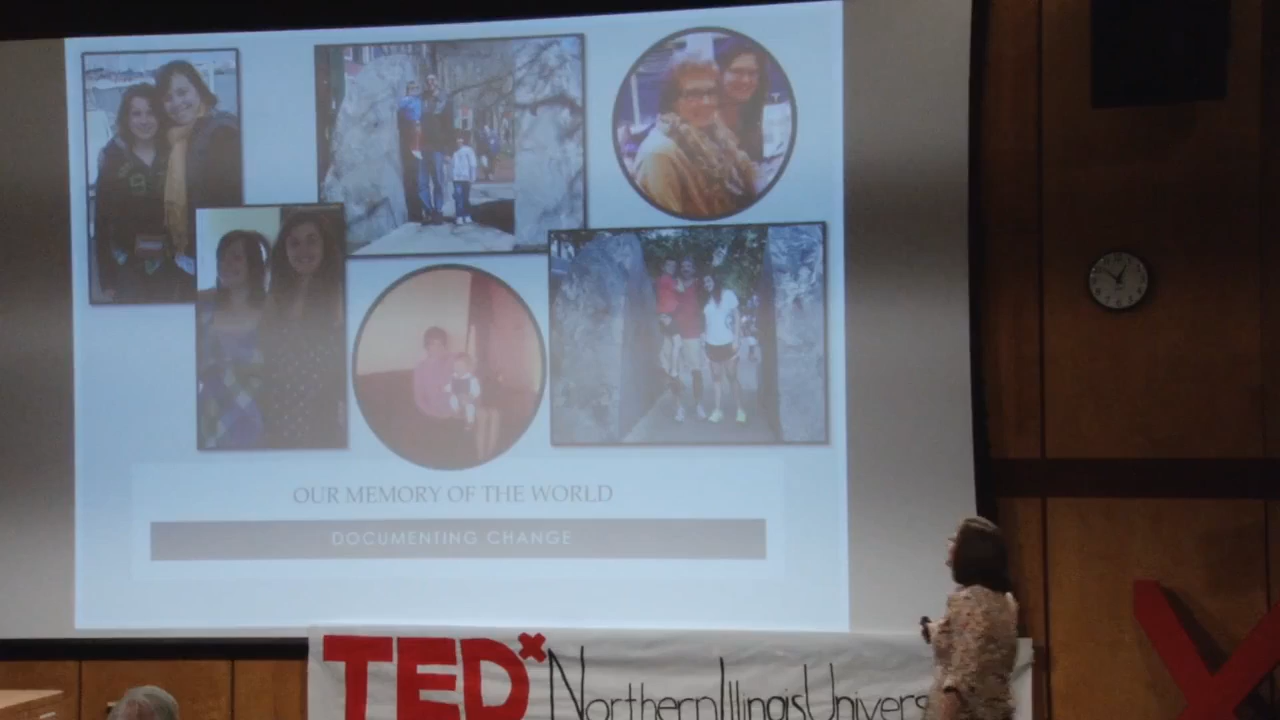 OUR MEMORY OF THE WORLD
DOCUMENTING CHANGE
TEDx NorthernIllinoisUnivers